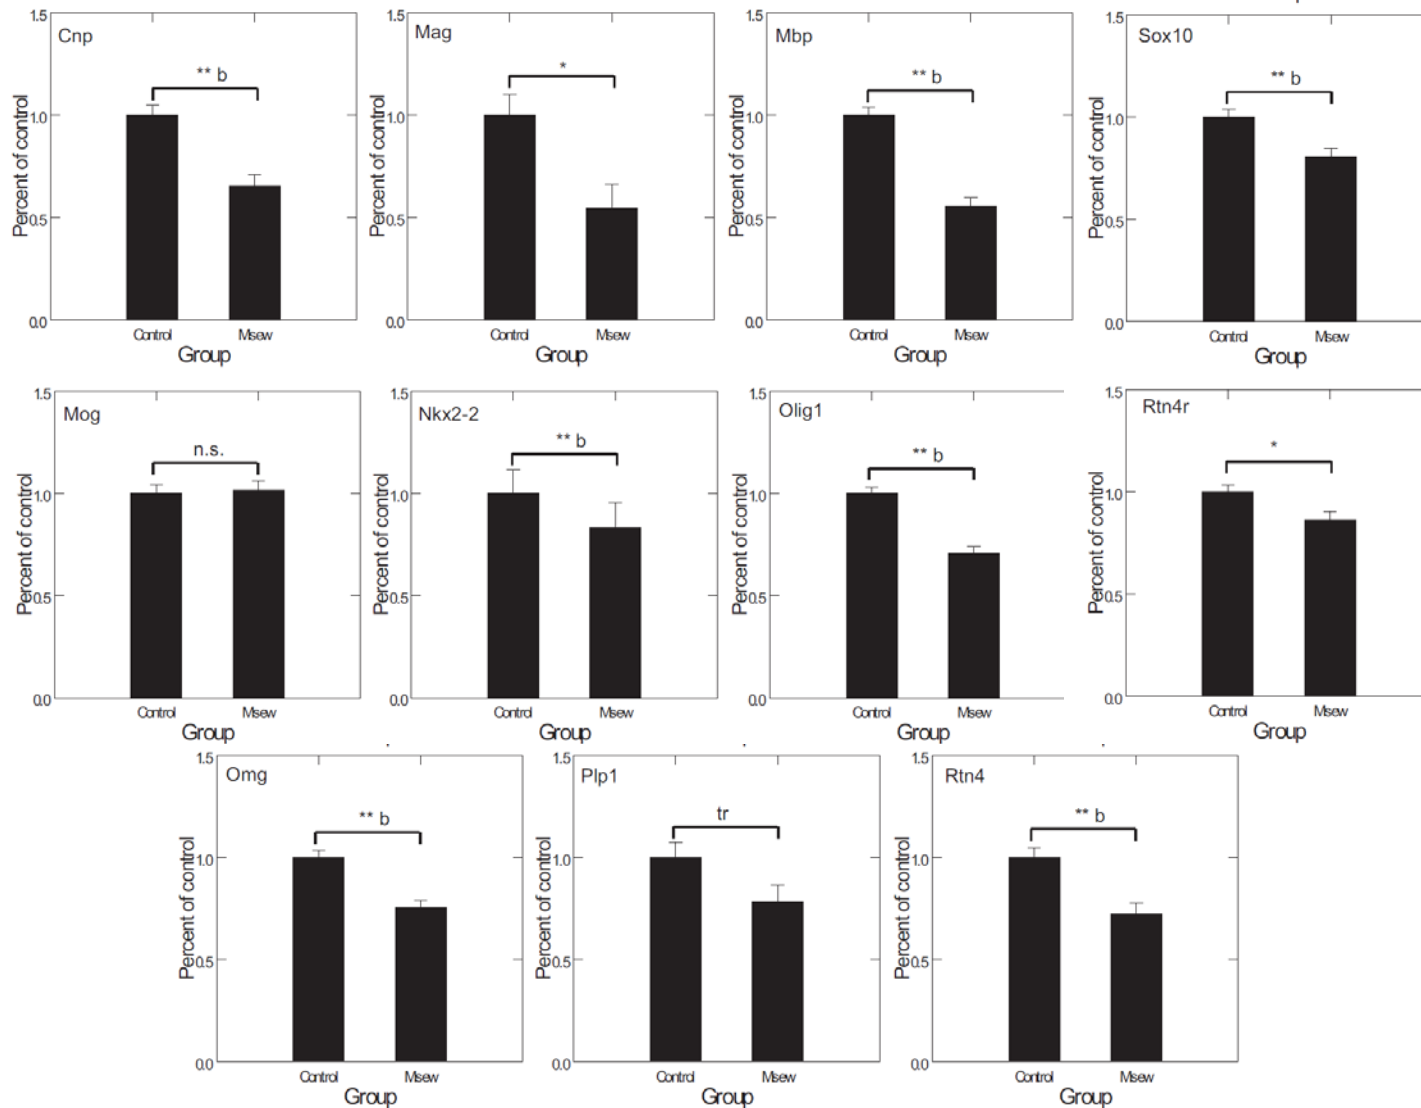 Cnp
** b
1.5
1.0
0.5
0.0
Percent of control
Control Msew
Group
Mag
*
1.5
1.0
0.5
0.0
Percent of control
Control Msew
Group
Mbp
** b
1.5
1.0
0.5
0.0
Percent of control
Control Msew
Group
Sox10
** b
1.5
1.0
0.5
0.0
Percent of control
Control Msew
Group
Mog
n.s.
1.5
1.0
0.5
0.0
Percent of control
Control Msew
Group
Nkx2-2
** b
1.5
1.0
0.5
0.0
Percent of control
Control Msew
Group
Olig1
** b
1.5
1.0
0.5
0.0
Percent of control
Control Msew
Group
Rtn4r
*
1.5
1.0
0.5
0.0
Percent of control
Control Msew
Group
Omg
** b
1.5
1.0
0.5
0.0
Percent of control
Control Msew
Group
Plp1
tr
1.5
1.0
0.5
0.0
Percent of control
Control Msew
Group
Rtn4
** b
1.5
1.0
0.5
0.0
Percent of control
Control Msew
Group